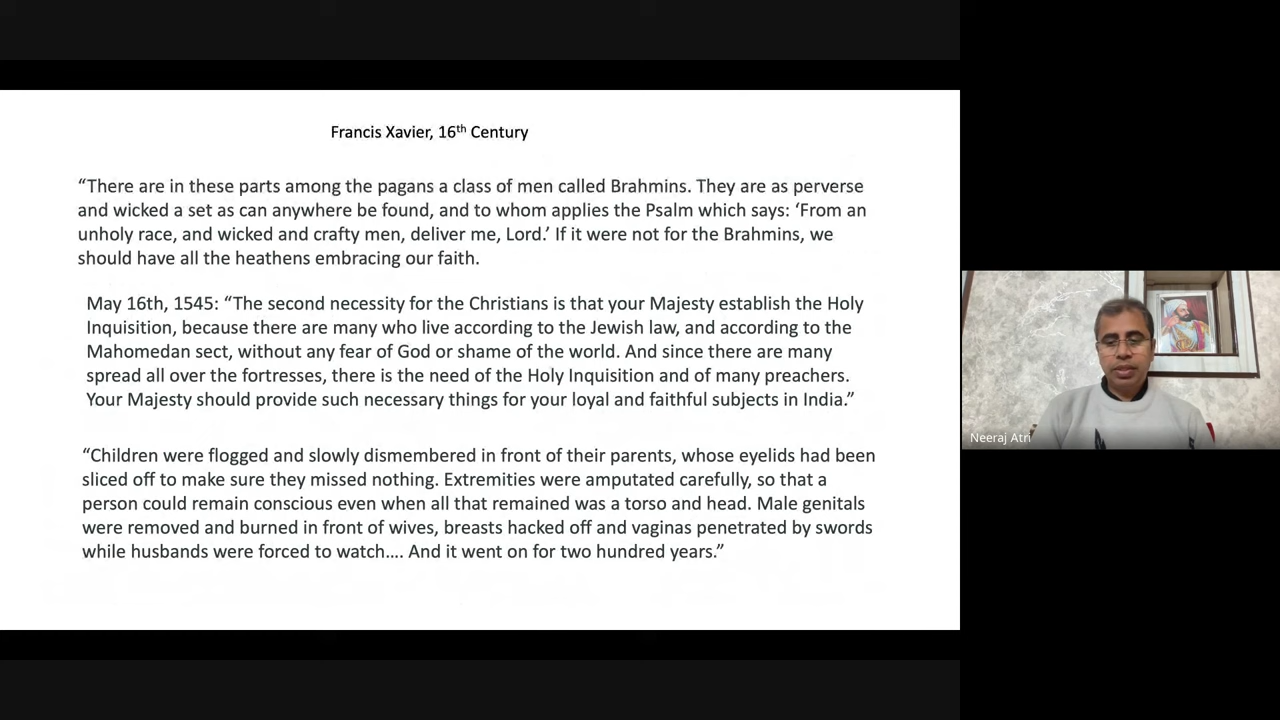 Francis Xavier, 16th Century
“There are in these parts among the pagans a class of men called Brahmins. They are as perverse
and wicked a set as can anywhere be found, and to whom applies the Psalm which says: ‘From an
unholy race, and wicked and crafty men, deliver me, Lord.’ If it were not for the Brahmins, we
should have all the heathens embracing our faith.
May 16th, 1545: “The second necessity for the Christians is that your Majesty establish the Holy
Inquisition, because there are many who live according to the Jewish law, and according to the
Mahomedan sect, without any fear of God or shame of the world. And since there are many
spread all over the fortresses, there is the need of the Holy Inquisition and of many preachers.
Your Majesty should provide such necessary things for your loyal and faithful subjects in India.”
“Children were flogged and slowly dismembered in front of their parents, whose eyelids had been
sliced off to make sure they missed nothing. Extremities were amputated carefully, so that a
person could remain conscious even when all that remained was a torso and head. Male genitals
were removed and burned in front of wives, breasts hacked off and vaginas penetrated by swords
while husbands were forced to watch…. And it went on for two hundred years.”
Neeraj Atri